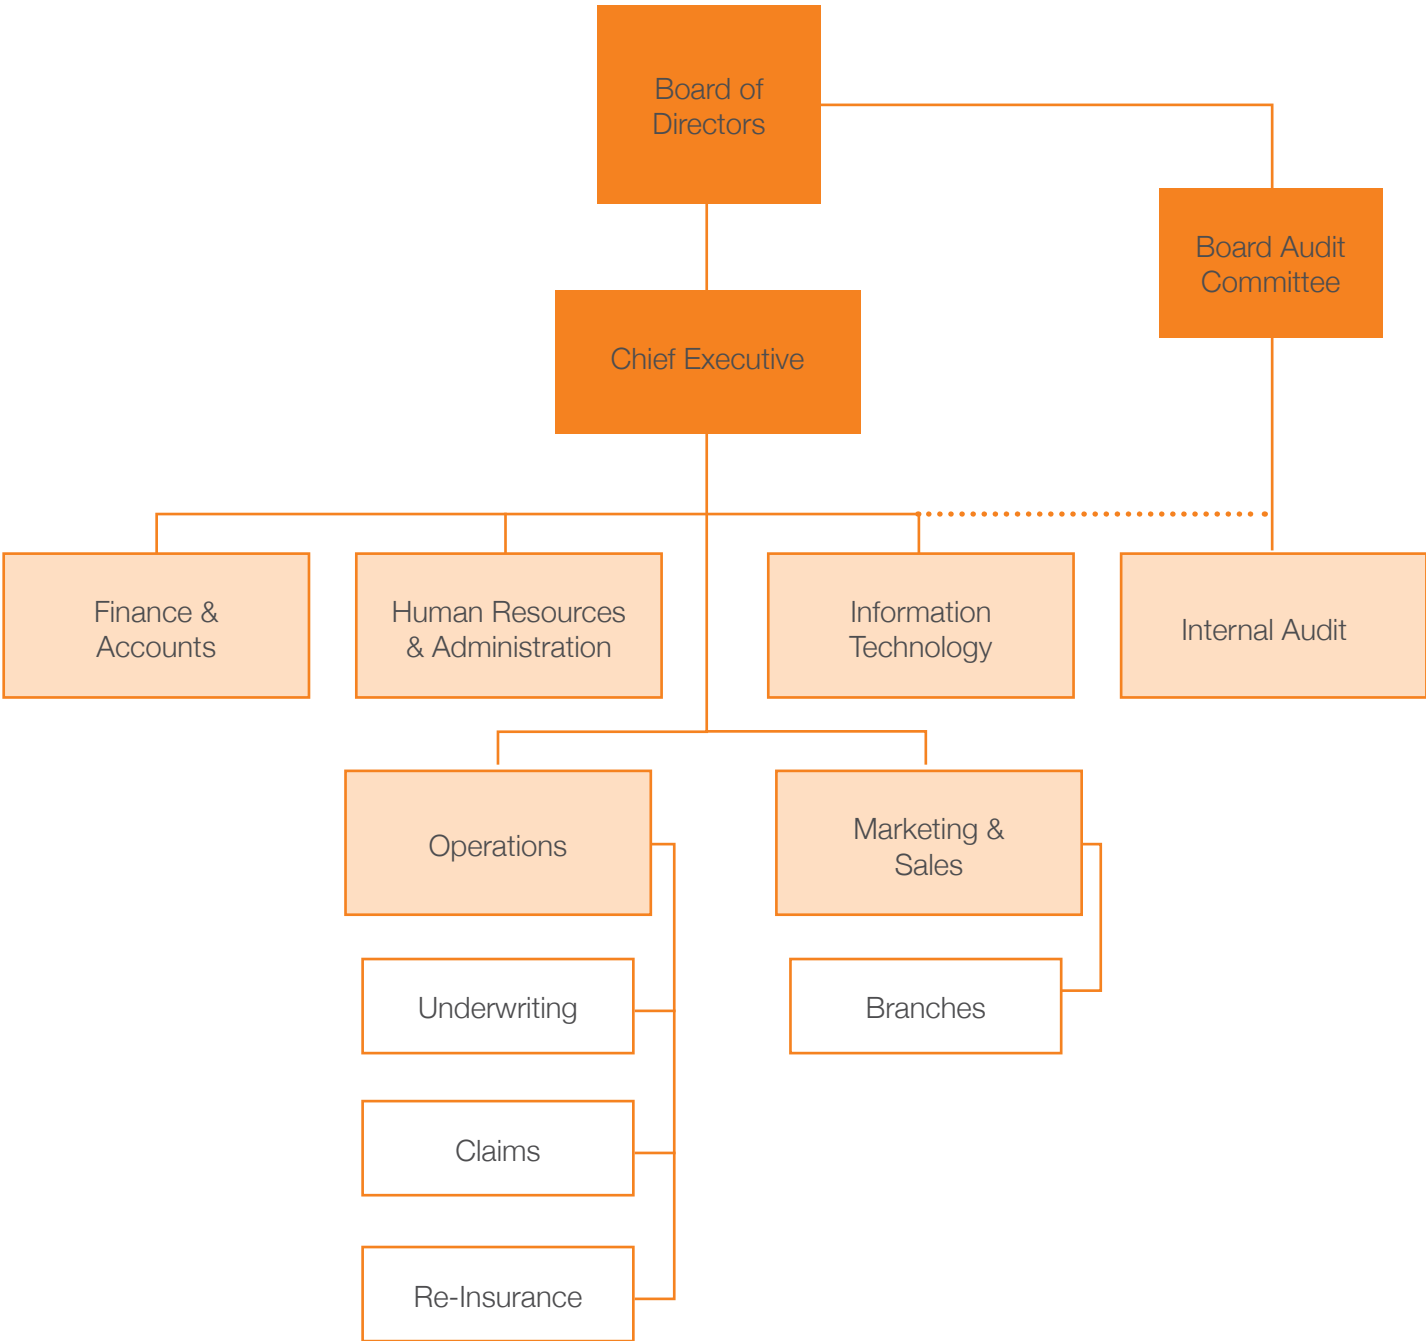 Board of
Directors
Board Audit
Committee
Chief Executive
Finance &
Accounts
Human Resources
& Administration
Information
Technology
Internal Audit
Operations
Marketing &
Sales
Underwriting
Branches
Claims
Re-Insurance